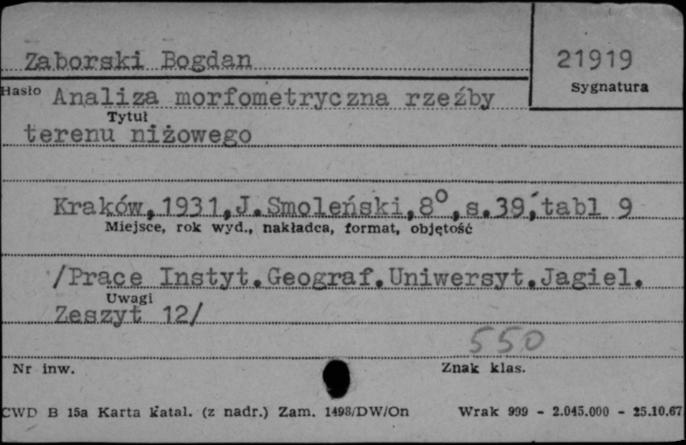 Zaborski Bogdan
21919
Sygnatura
Hasło
Analiza morfometryczna rzeźby
Tytuł
terenu niżowego
Kraków, 1931, J. Smoleński, 8°, s. 39, tabl 9
Miejsce, rok wyd., nakładca, format, objętość
/Prace Instyt. Geograf. Uniwersyt. Jagiel.
Uwagi
Zeszyt 12/
550
Nr inw.
Znak klas.
CWD B 15a Karta katal. (z nadr.) Zam. 1498/DW/On
Wrak 999 - 2.045.000 - 25.10.67